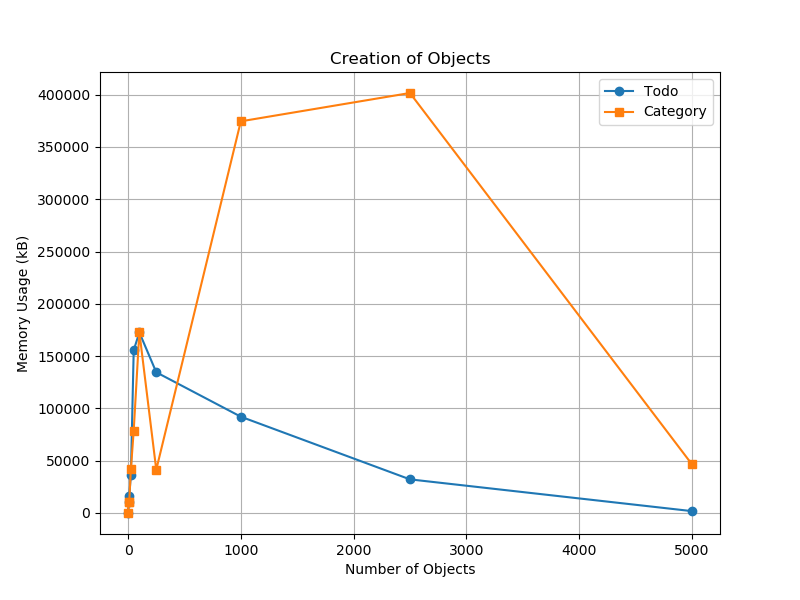 Creation of Objects
Todo
Category
400000
350000
300000
250000
200000
150000
100000
50000
0
Memory Usage (kB)
0 1000 2000 3000 4000 5000
Number of Objects